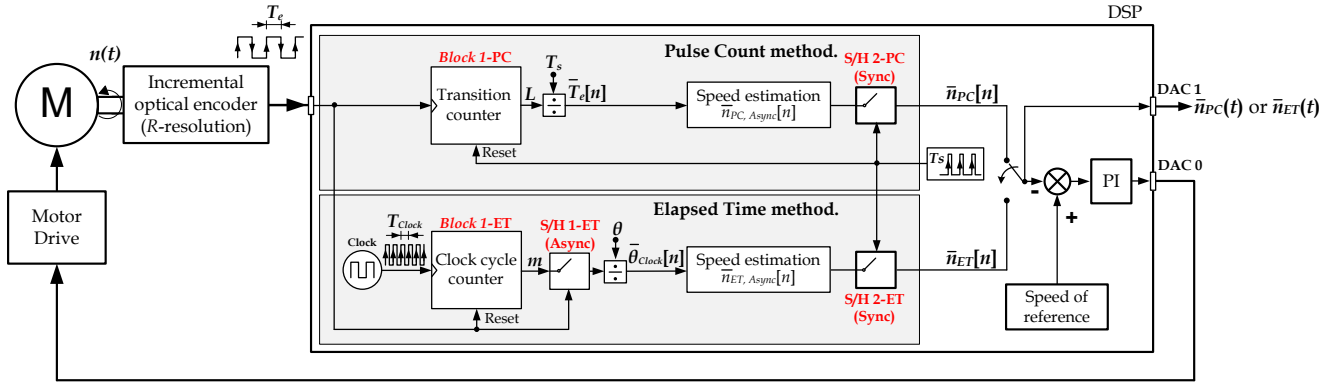 DSP
T_e
n(t)
M
Incremental
optical encoder
(R-resolution)
Motor
Drive
Pulse Count method.
Block 1-PC
Transition
counter
L
T_s
÷
T̅_e[n]
Speed estimation
n̅_PC, Async[n]
S/H 2-PC
(Sync)
n̅_PC[n]
Reset
Ts
DAC 1
n̅_PC(t) or n̅_ET(t)
DAC 0
PI
-
+
Speed of
reference
Elapsed Time method.
T_Clock
Clock
Block 1-ET
Clock cycle
counter
m
S/H 1-ET
(Async)
θ
÷
θ̅_Clock[n]
Speed estimation
n̅_ET, Async[n]
n̅_ET[n]
S/H 2-ET
(Sync)
Reset